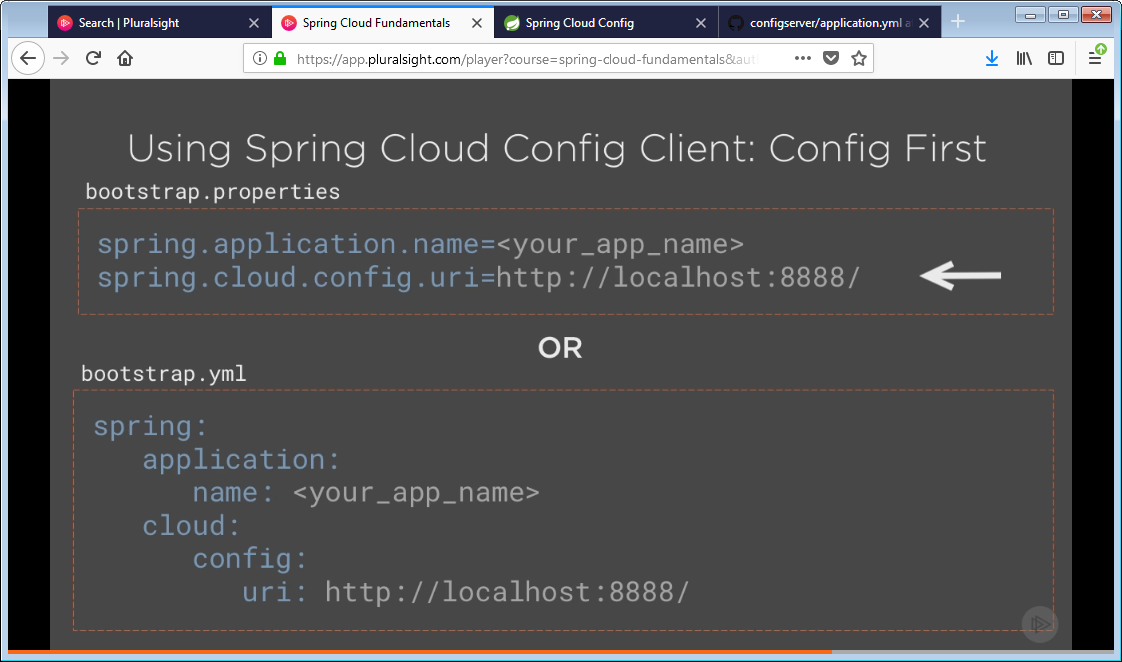 Search | Pluralsight
Spring Cloud Fundamentals
Spring Cloud Config
configserver/application.yml
https://app.pluralsight.com/player?course=spring-cloud-fundamentals&aut
Using Spring Cloud Config Client: Config First
bootstrap.properties
spring.application.name=<your_app_name>
spring.cloud.config.uri=http://localhost:8888/
OR
bootstrap.yml
spring:
application:
name: <your_app_name>
cloud:
config:
uri: http://localhost:8888/